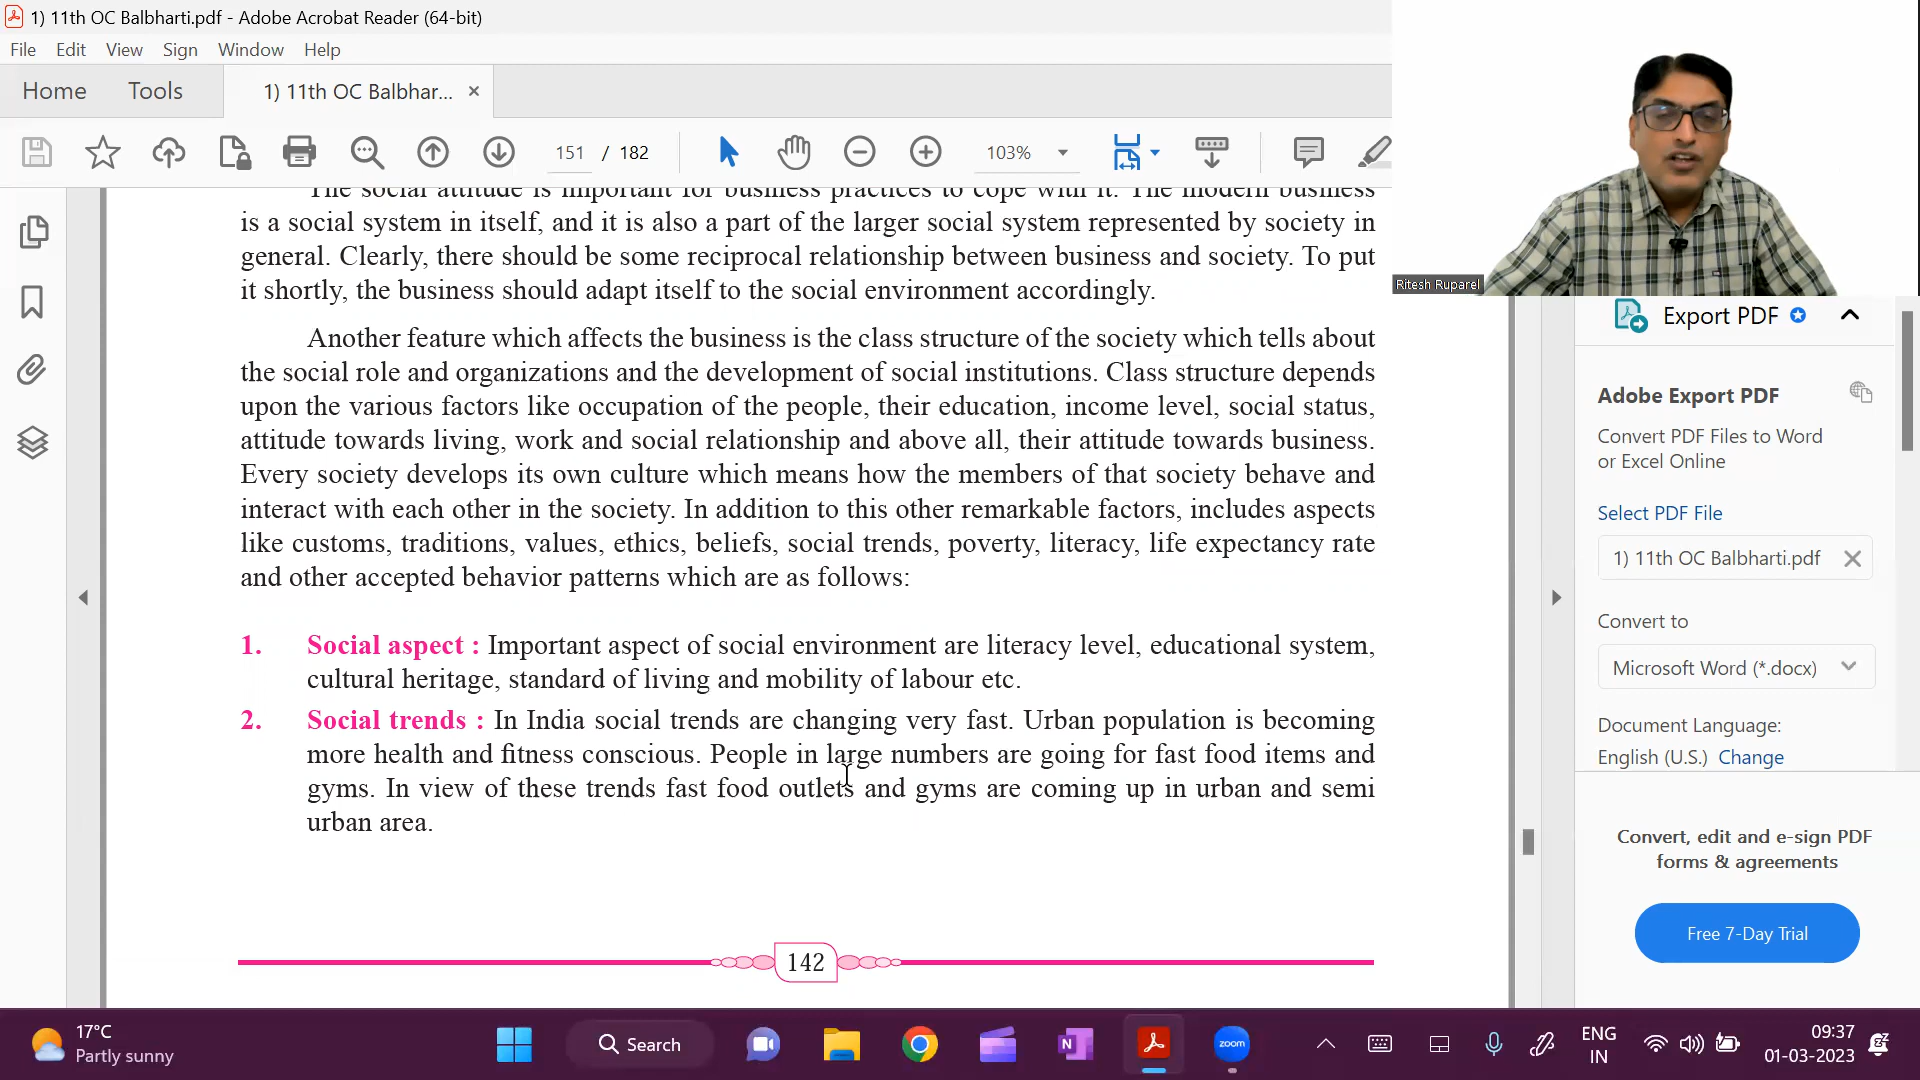 1) 11th OC Balbharti.pdf - Adobe Acrobat Reader (64-bit)
File Edit View Sign Window Help
Home Tools 1) 11th OC Balbhar... ×
151 / 182 103%
The social attitude is important for business practices to cope with it. The modern business
is a social system in itself, and it is also a part of the larger social system represented by society in
general. Clearly, there should be some reciprocal relationship between business and society. To put
it shortly, the business should adapt itself to the social environment accordingly.
Another feature which affects the business is the class structure of the society which tells about
the social role and organizations and the development of social institutions. Class structure depends
upon the various factors like occupation of the people, their education, income level, social status,
attitude towards living, work and social relationship and above all, their attitude towards business.
Every society develops its own culture which means how the members of that society behave and
interact with each other in the society. In addition to this other remarkable factors, includes aspects
like customs, traditions, values, ethics, beliefs, social trends, poverty, literacy, life expectancy rate
and other accepted behavior patterns which are as follows:
1. Social aspect : Important aspect of social environment are literacy level, educational system,
cultural heritage, standard of living and mobility of labour etc.
2. Social trends : In India social trends are changing very fast. Urban population is becoming
more health and fitness conscious. People in large numbers are going for fast food items and
gyms. In view of these trends fast food outlets and gyms are coming up in urban and semi
urban area.
142
Ritesh Ruparel
Export PDF
Adobe Export PDF
Convert PDF Files to Word
or Excel Online
Select PDF File
1) 11th OC Balbharti.pdf
Convert to
Microsoft Word (*.docx)
Document Language:
English (U.S.) Change
Convert, edit and e-sign PDF
forms & agreements
Free 7-Day Trial
17°C
Partly sunny
Search
zoom
ENG
IN
09:37
01-03-2023